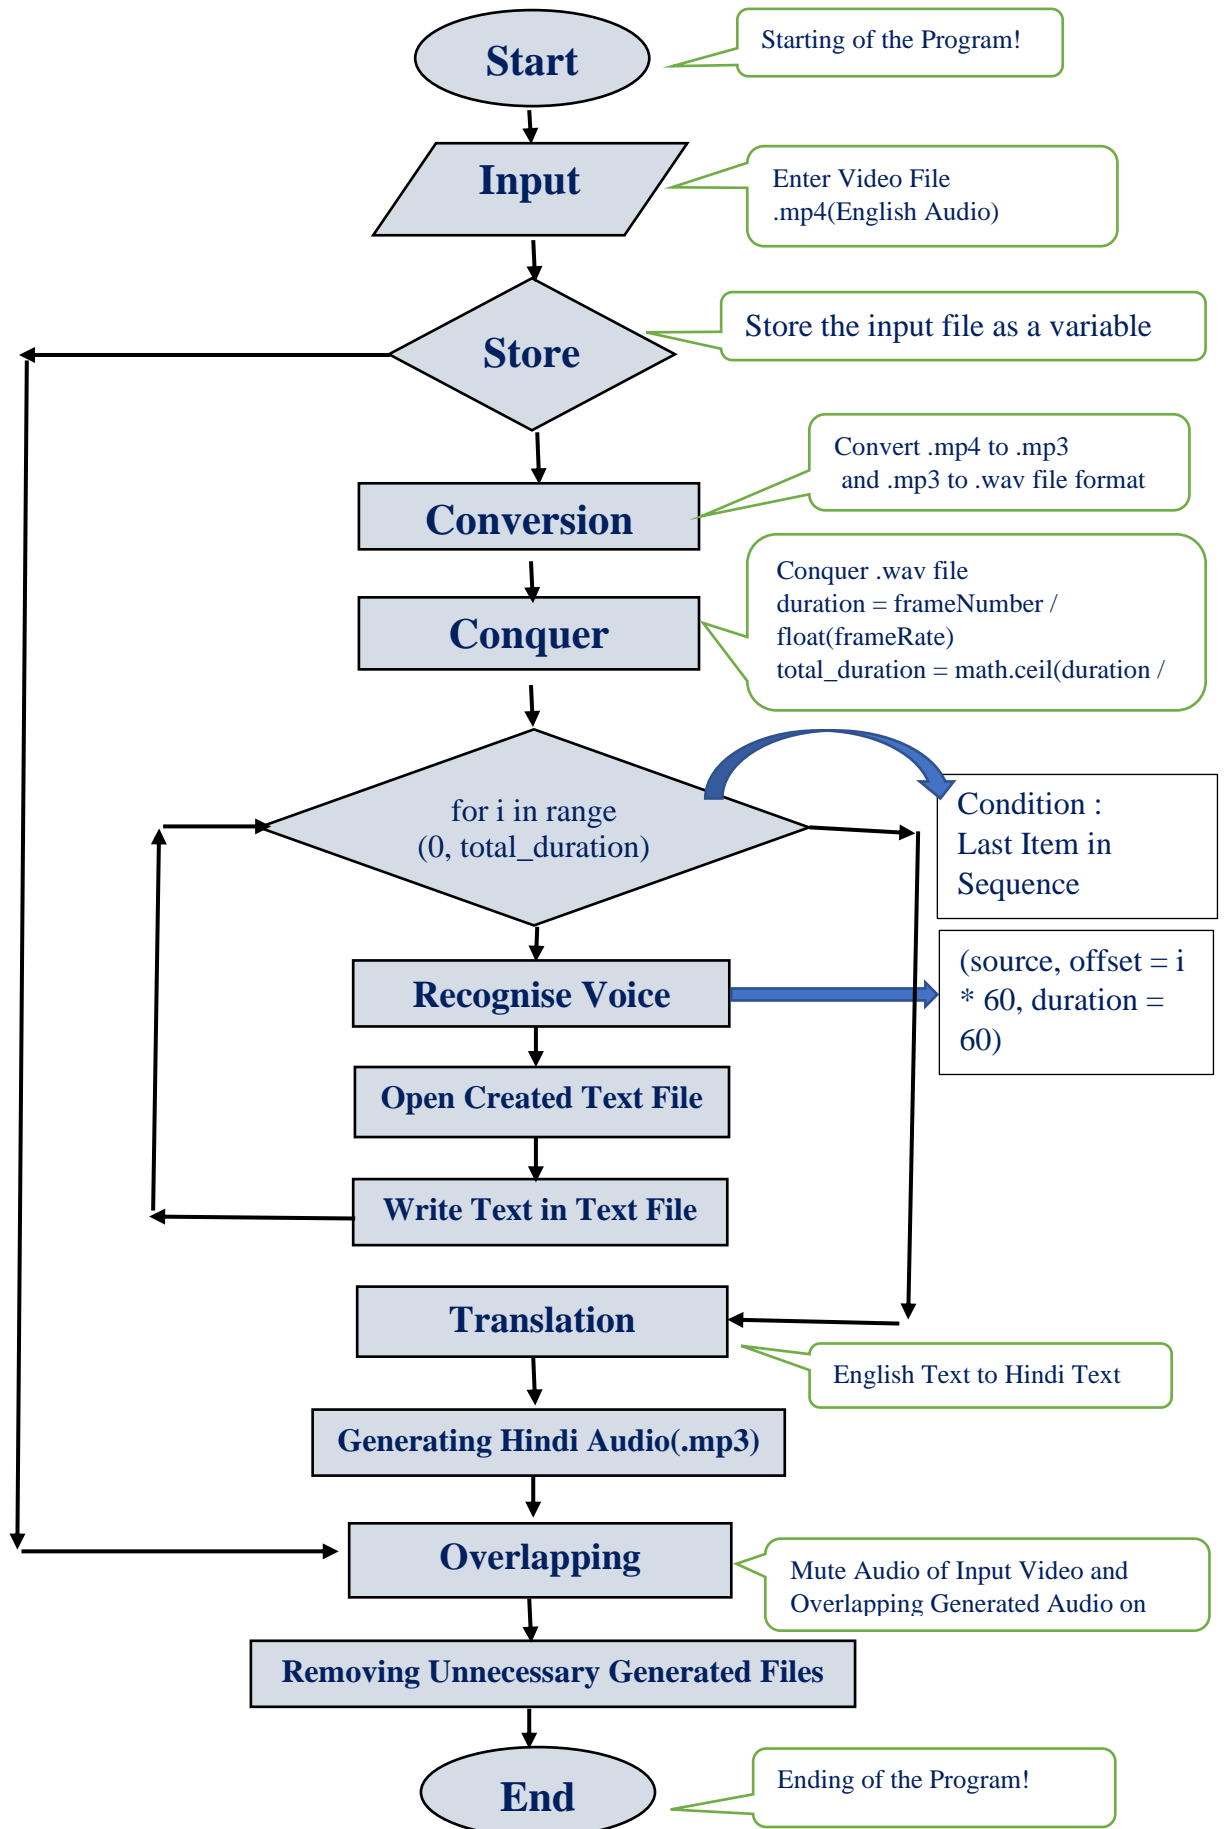 Start
Starting of the Program!
Input
Enter Video File
.mp4(English Audio)
Store
Store the input file as a variable
Convert .mp4 to .mp3
and .mp3 to .wav file format
Conversion
Conquer .wav file
duration = frameNumber /
float(frameRate)
total_duration = math.ceil(duration /
Conquer
for i in range
(0, total_duration)
Condition :
Last Item in
Sequence
Recognise Voice
(source, offset = i
* 60, duration =
60)
Open Created Text File
Write Text in Text File
Translation
English Text to Hindi Text
Generating Hindi Audio(.mp3)
Overlapping
Mute Audio of Input Video and
Overlapping Generated Audio on
Removing Unnecessary Generated Files
End
Ending of the Program!